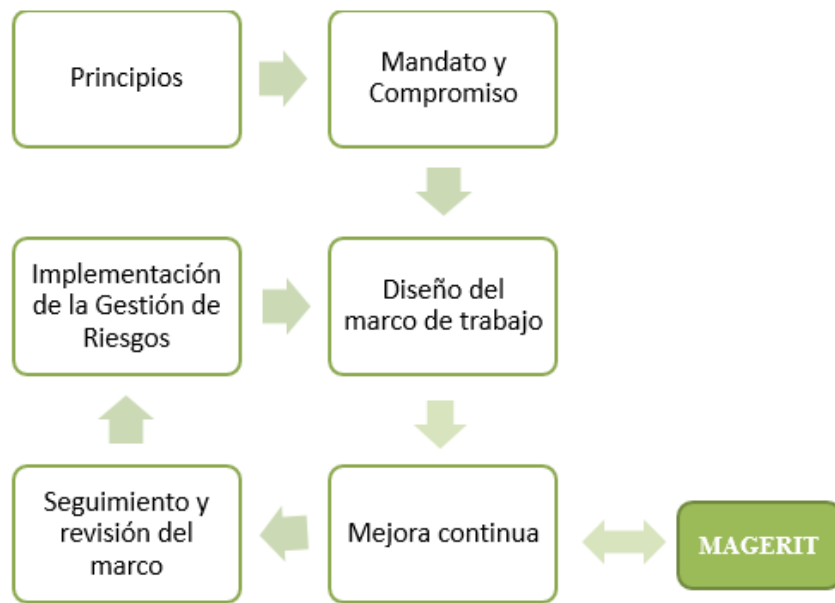 Principios
Mandato y
Compromiso
Implementación
de la Gestión de
Riesgos
Diseño del
marco de trabajo
Seguimiento y
revisión del
marco
Mejora continua
MAGERIT